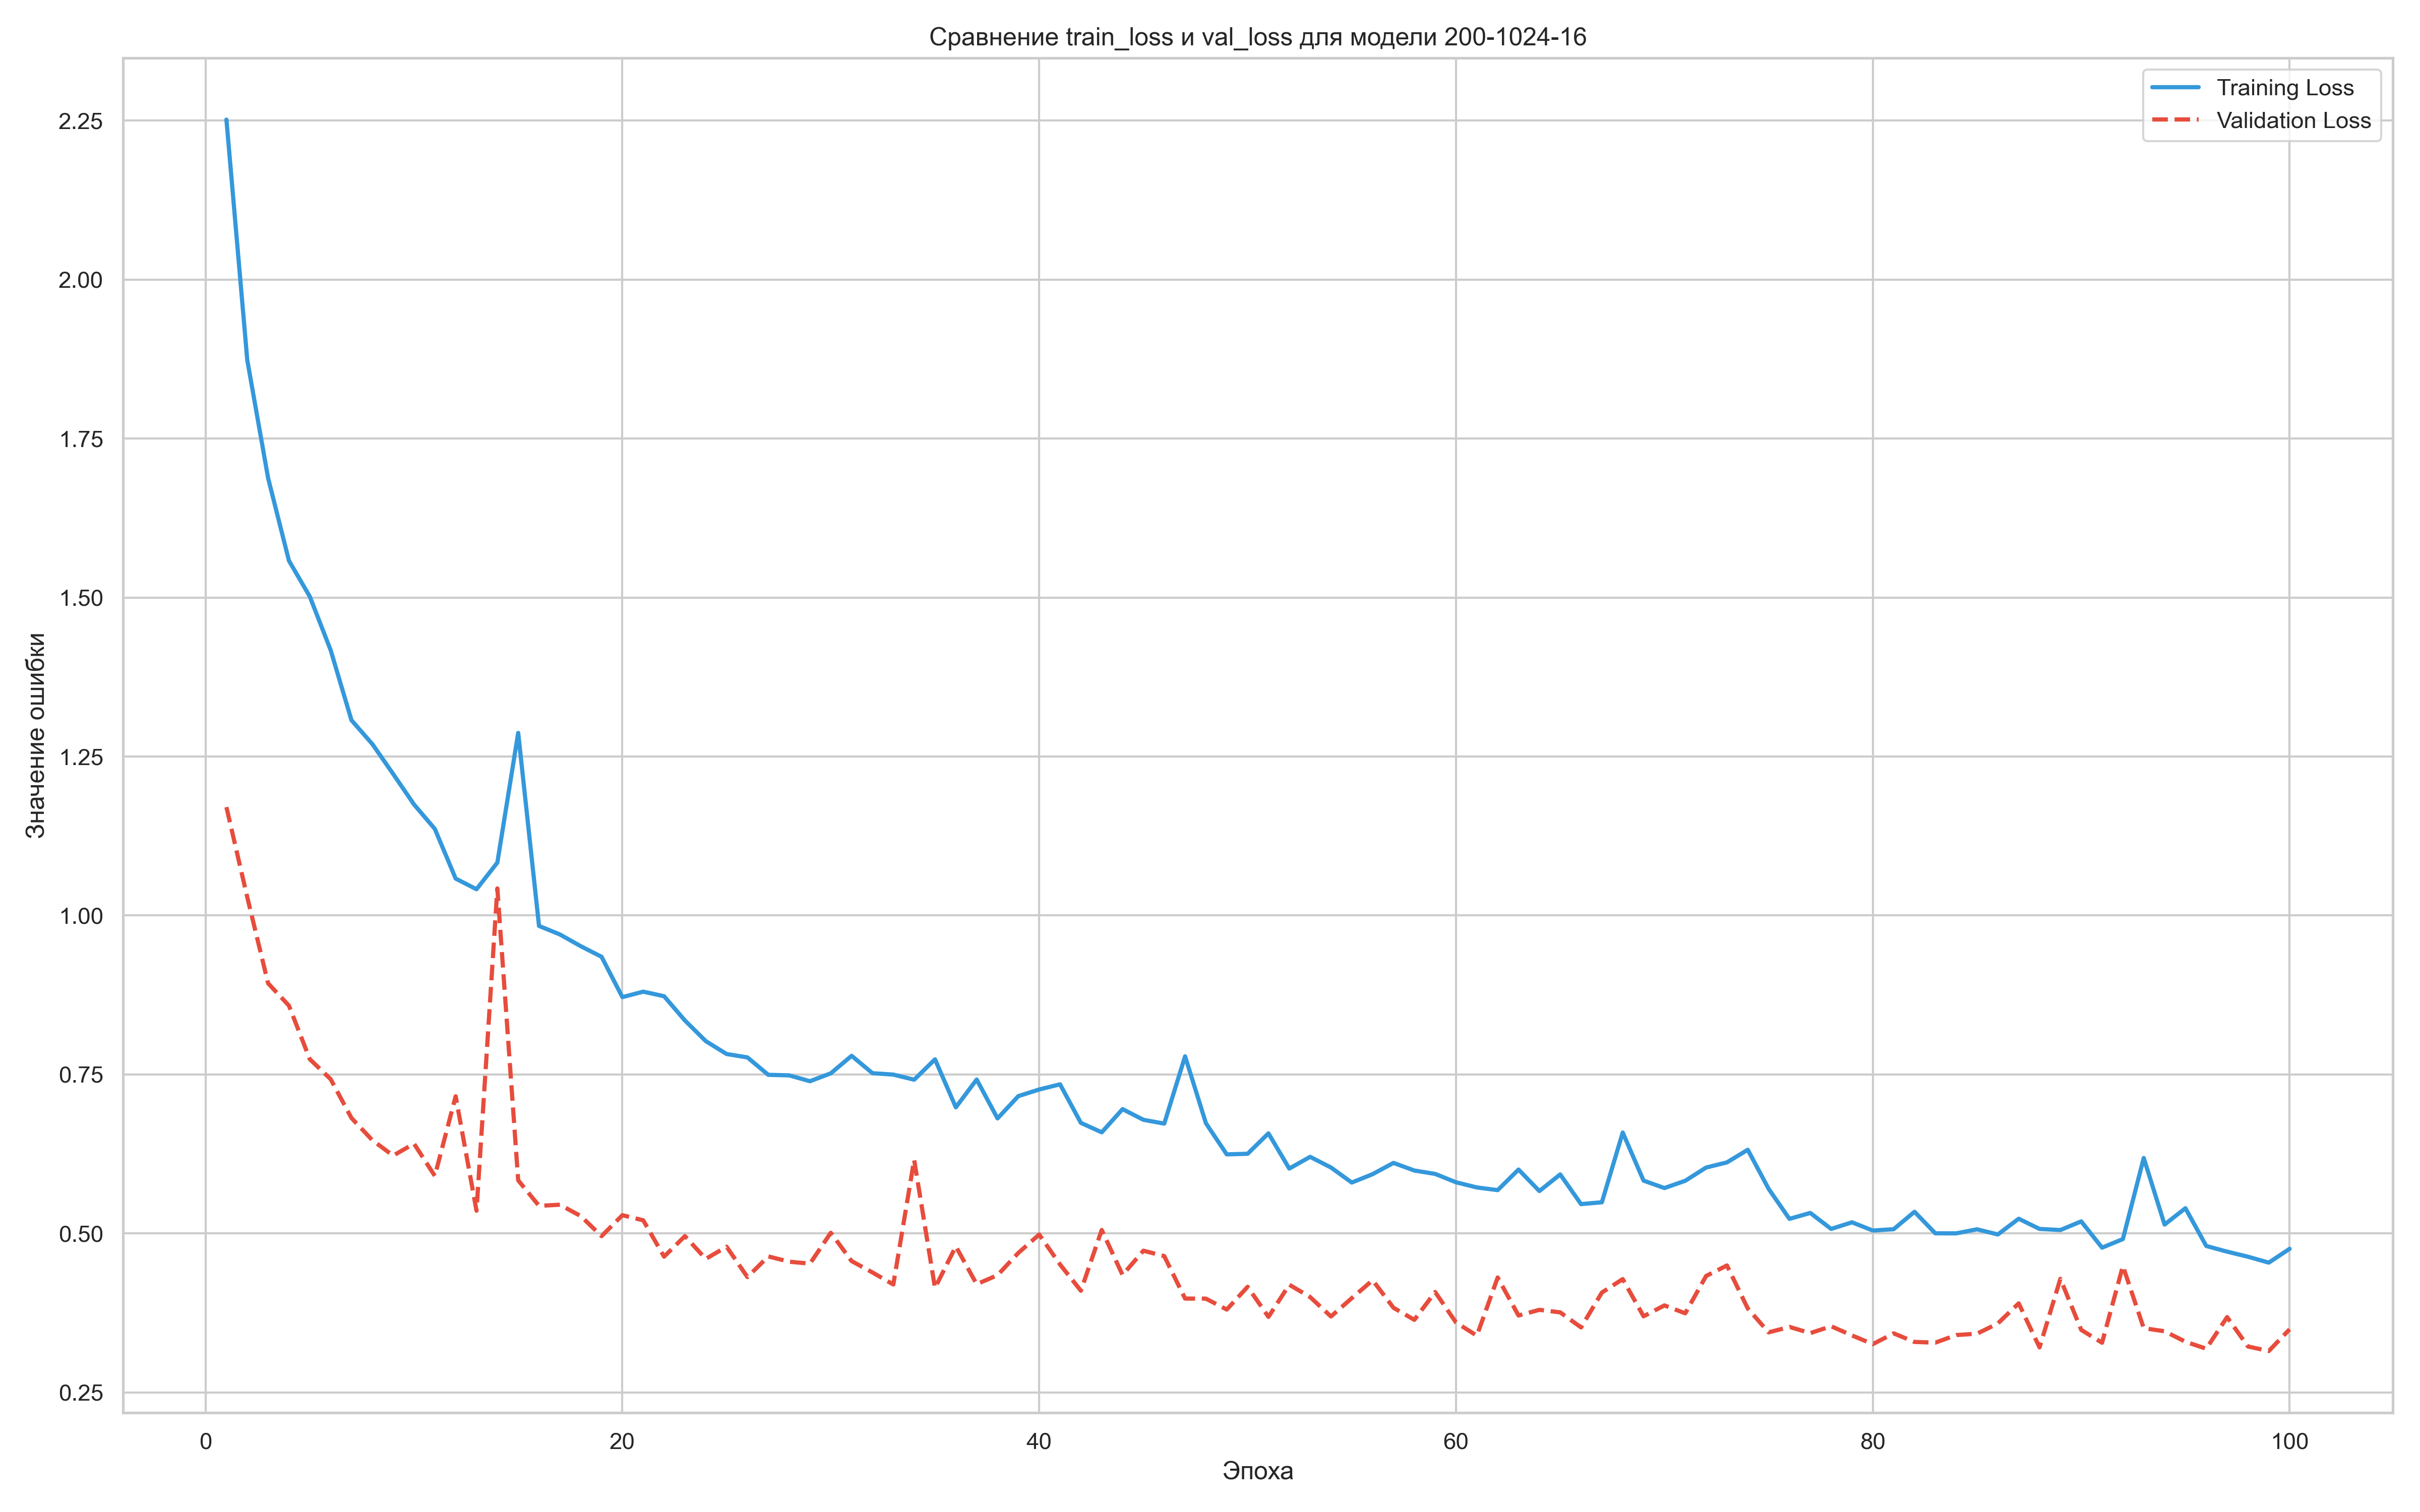 Сравнение train_loss и val_loss для модели 200-1024-16
Training Loss
Validation Loss
2.25
2.00
1.75
1.50
1.25
1.00
0.75
0.50
0.25
Значение ошибки
0 20 40 60 80 100
Эпоха